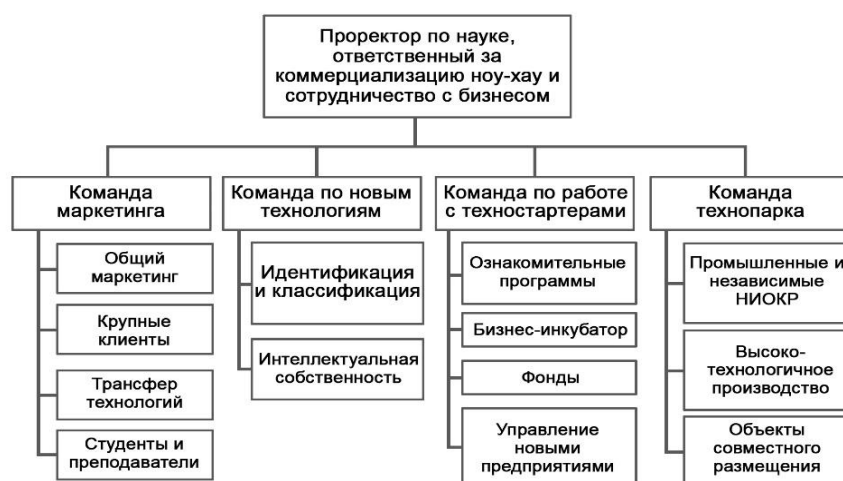 Проректор по науке,
ответственный за
коммерциализацию ноу-хау и
сотрудничество с бизнесом
Команда
маркетинга
Общий
маркетинг
Крупные
клиенты
Трансфер
технологий
Студенты и
преподаватели
Команда по новым
технологиям
Идентификация
и классификация
Интеллектуальная
собственность
Команда по работе
с техностартерами
Ознакомительные
программы
Бизнес-инкубатор
Фонды
Управление
новыми
предприятиями
Команда
технопарка
Промышленные и
независимые
НИОКР
Высоко-
технологичное
производство
Объекты
совместного
размещения